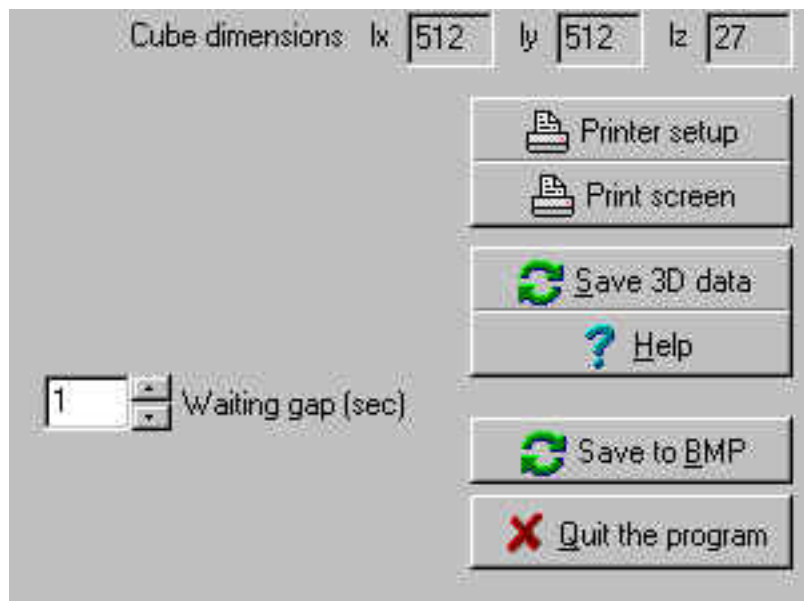 Cube dimensions lx 512 ly 512 lz 27
Printer setup
Print screen
Save 3D data
Help
1 Waiting gap (sec)
Save to BMP
Quit the program